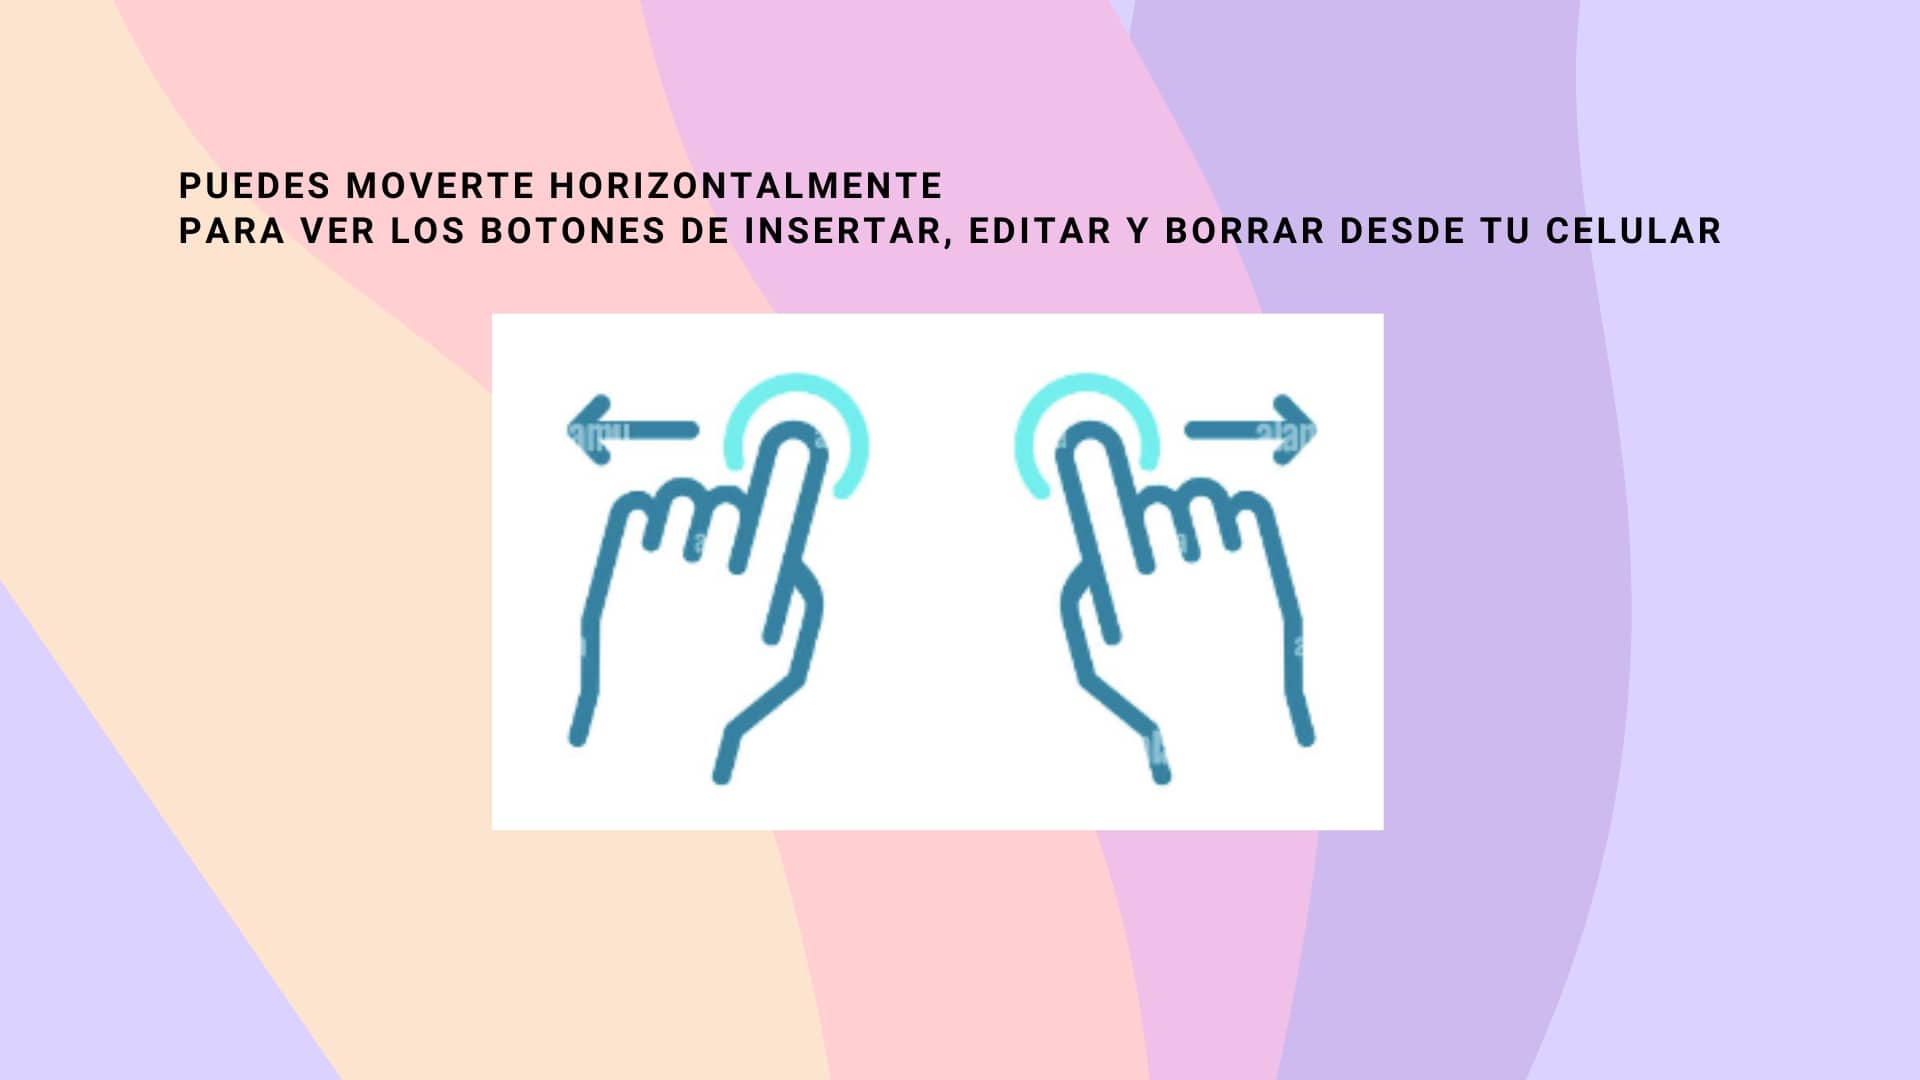 PUEDES MOVERTE HORIZONTALMENTE
PARA VER LOS BOTONES DE INSERTAR, EDITAR Y BORRAR DESDE TU CELULAR